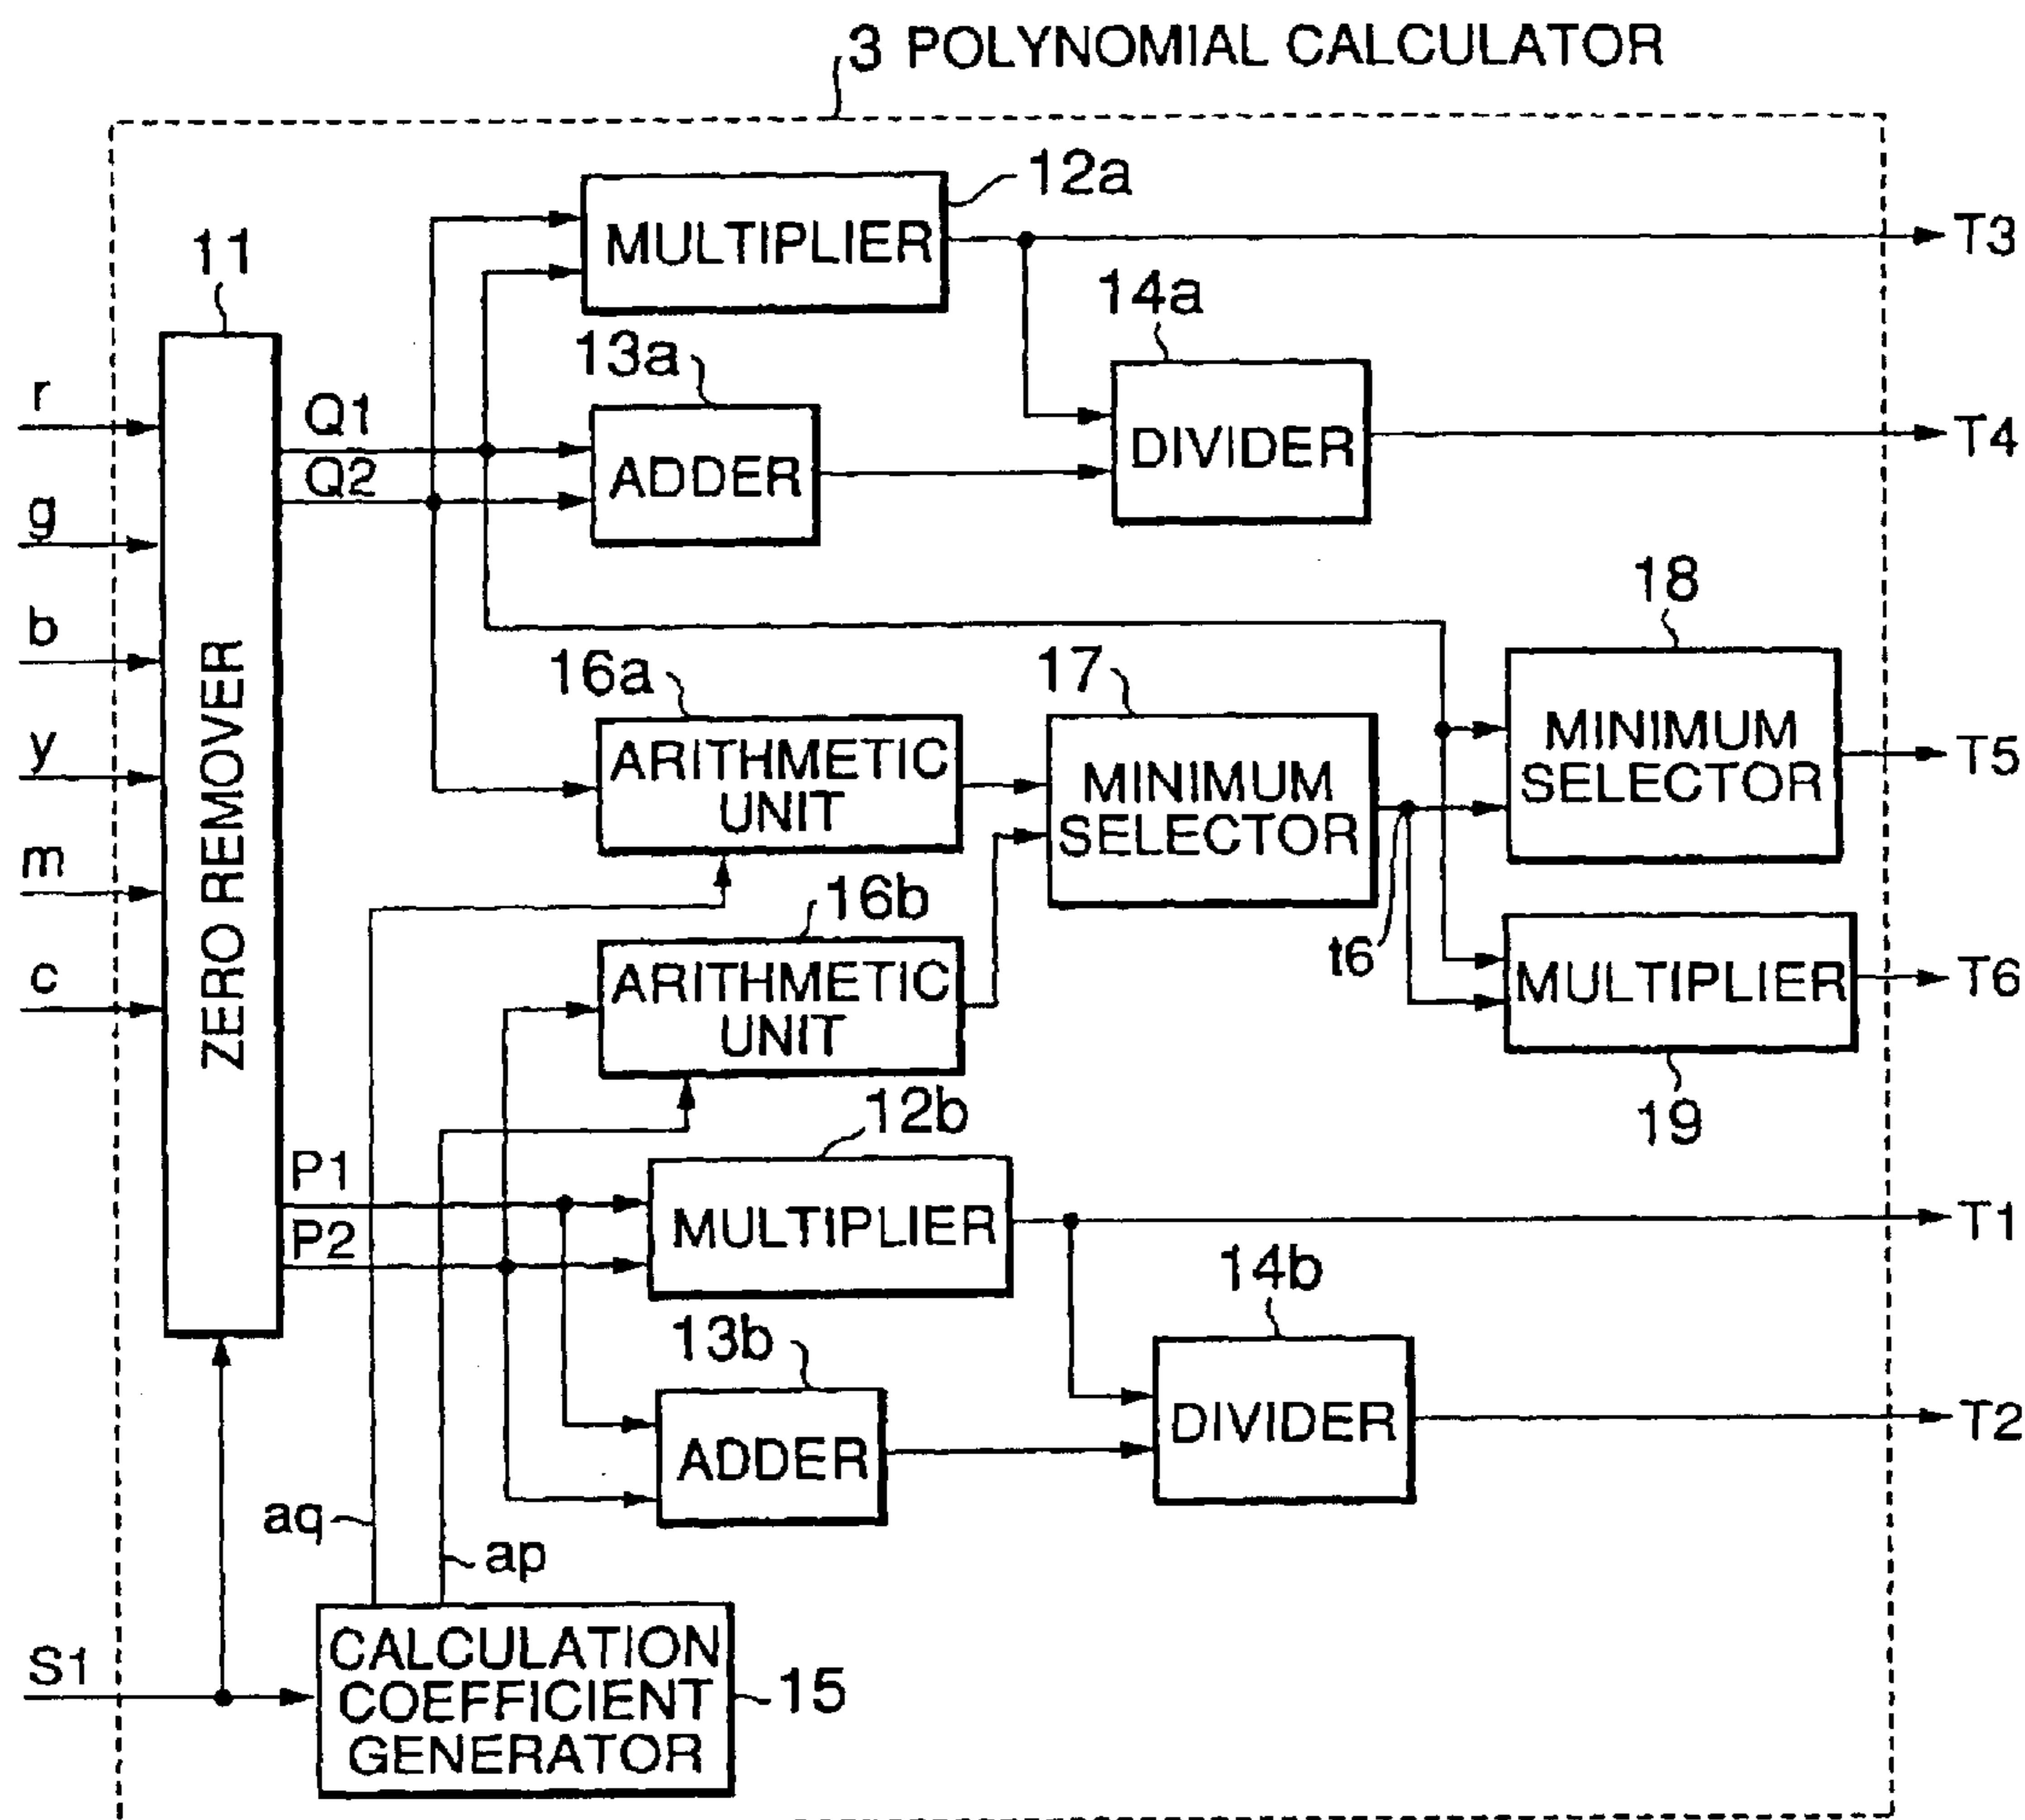 3 POLYNOMIAL CALCULATOR
12a
MULTIPLIER
T3
11
14a
13a
r
Q1
DIVIDER
T4
Q2
ADDER
g
18
b
ZERO REMOVER
16a
17
MINIMUM
SELECTOR
T5
y
ARITHMETIC
UNIT
MINIMUM
SELECTOR
m
16b
t6
c
ARITHMETIC
UNIT
MULTIPLIER
T6
12b
19
P1
MULTIPLIER
T1
P2
14b
13b
DIVIDER
T2
ADDER
aq
ap
S1
CALCULATION
COEFFICIENT
GENERATOR
15